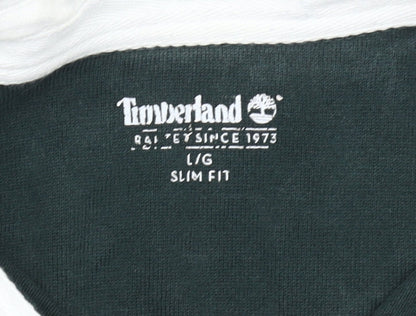 Timberland
SINCE 1973
L/G
SLIM FIT